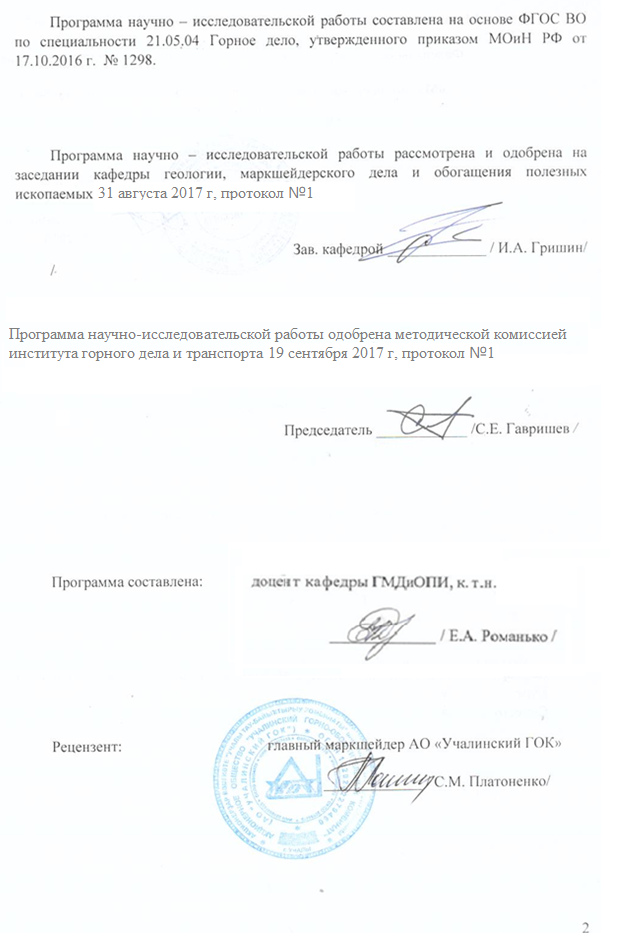 Программа научно – исследовательской работы составлена на основе ФГОС ВО
по специальности 21.05.04 Горное дело, утвержденного приказом МОиН РФ от
17.10.2016 г. № 1298.
Программа научно – исследовательской работы рассмотрена и одобрена на
заседании кафедры геологии, маркшейдерского дела и обогащения полезных
ископаемых 31 августа 2017 г, протокол №1
Зав. кафедрой / И.А. Гришин/
/
Программа научно-исследовательской работы одобрена методической комиссией
института горного дела и транспорта 19 сентября 2017 г, протокол №1
Председатель /С.Е. Гавришев /
Программа составлена: доцент кафедры ГМДиОПИ, к.т.н.
/ Е.А. Романько /
Рецензент: главный маркшейдер АО «Учалинский ГОК»
С.М. Платоненко/
2